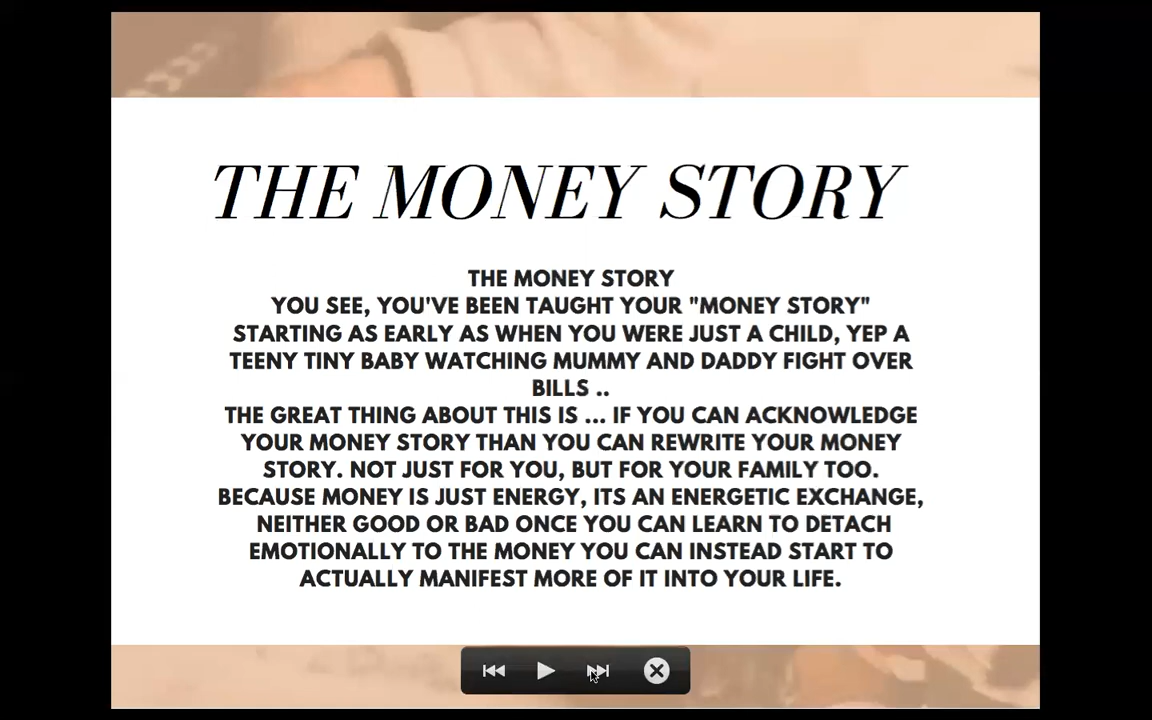 THE MONEY STORY
THE MONEY STORY
YOU SEE, YOU'VE BEEN TAUGHT YOUR "MONEY STORY"
STARTING AS EARLY AS WHEN YOU WERE JUST A CHILD, YEP A
TEENY TINY BABY WATCHING MUMMY AND DADDY FIGHT OVER
BILLS ..
THE GREAT THING ABOUT THIS IS ... IF YOU CAN ACKNOWLEDGE
YOUR MONEY STORY THAN YOU CAN REWRITE YOUR MONEY
STORY. NOT JUST FOR YOU, BUT FOR YOUR FAMILY TOO.
BECAUSE MONEY IS JUST ENERGY, ITS AN ENERGETIC EXCHANGE,
NEITHER GOOD OR BAD ONCE YOU CAN LEARN TO DETACH
EMOTIONALLY TO THE MONEY YOU CAN INSTEAD START TO
ACTUALLY MANIFEST MORE OF IT INTO YOUR LIFE.